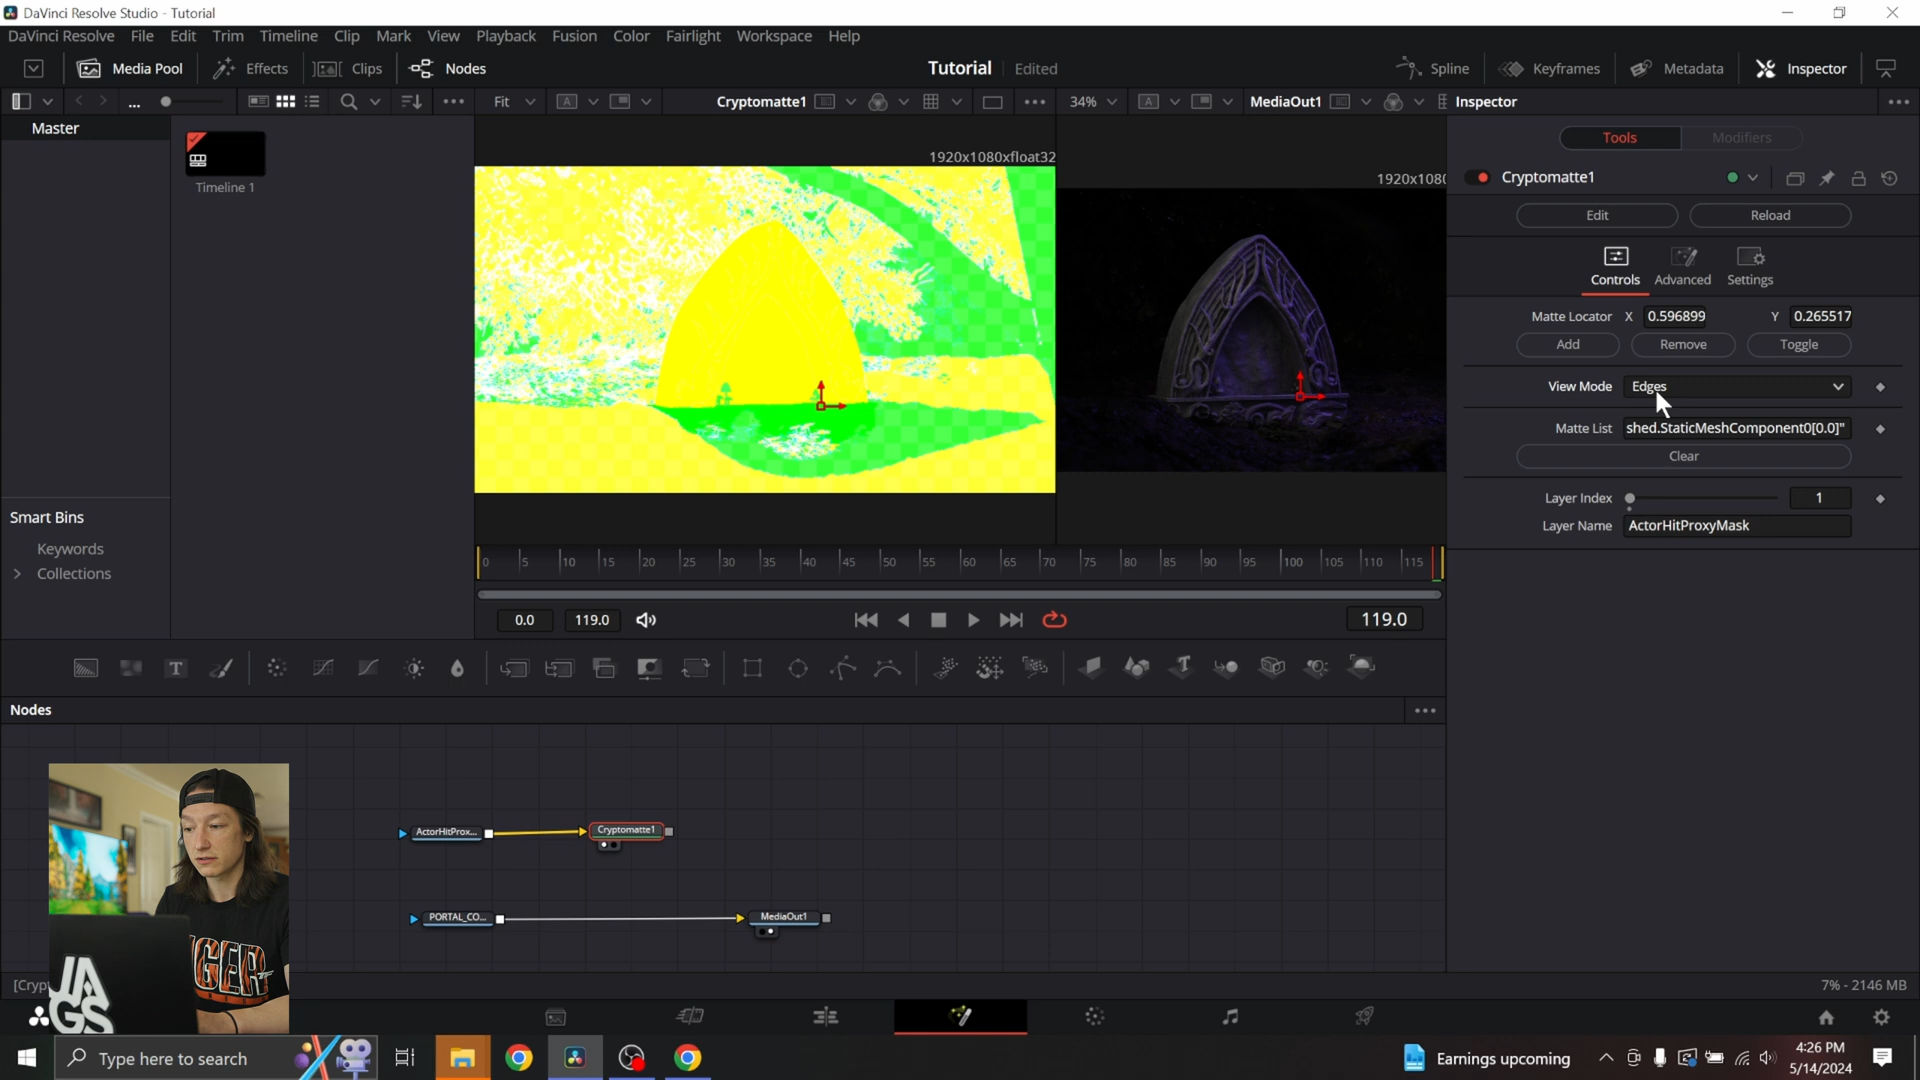 DaVinci Resolve Studio - Tutorial
DaVinci Resolve File Edit Trim Timeline Clip Mark View Playback Fusion Color Fairlight Workspace Help
Media Pool Effects Clips Nodes Tutorial Edited Spline Keyframes Metadata Inspector
... Fit A Cryptomatte1 34% A MediaOut1 Inspector
Master
Timeline 1
1920x1080xfloat32
1920x1080
Tools Modifiers
Cryptomatte1
Edit Reload
Controls Advanced Settings
Matte Locator X 0.596899 Y 0.265517
Add Remove Toggle
View Mode Edges
Matte List shed.StaticMeshComponent0[0.0]"
Clear
Layer Index 1
Layer Name ActorHitProxyMask
Smart Bins
Keywords
Collections
0 5 10 15 20 25 30 35 40 45 50 55 60 65 70 75 80 85 90 95 100 105 110 115
0.0 119.0 119.0
Nodes
ActorHitProx... Cryptomatte1
PORTAL_CO... MediaOut1
JAGS
[Crypt
7% - 2146 MB
Type here to search
Earnings upcoming
4:26 PM
5/14/2024